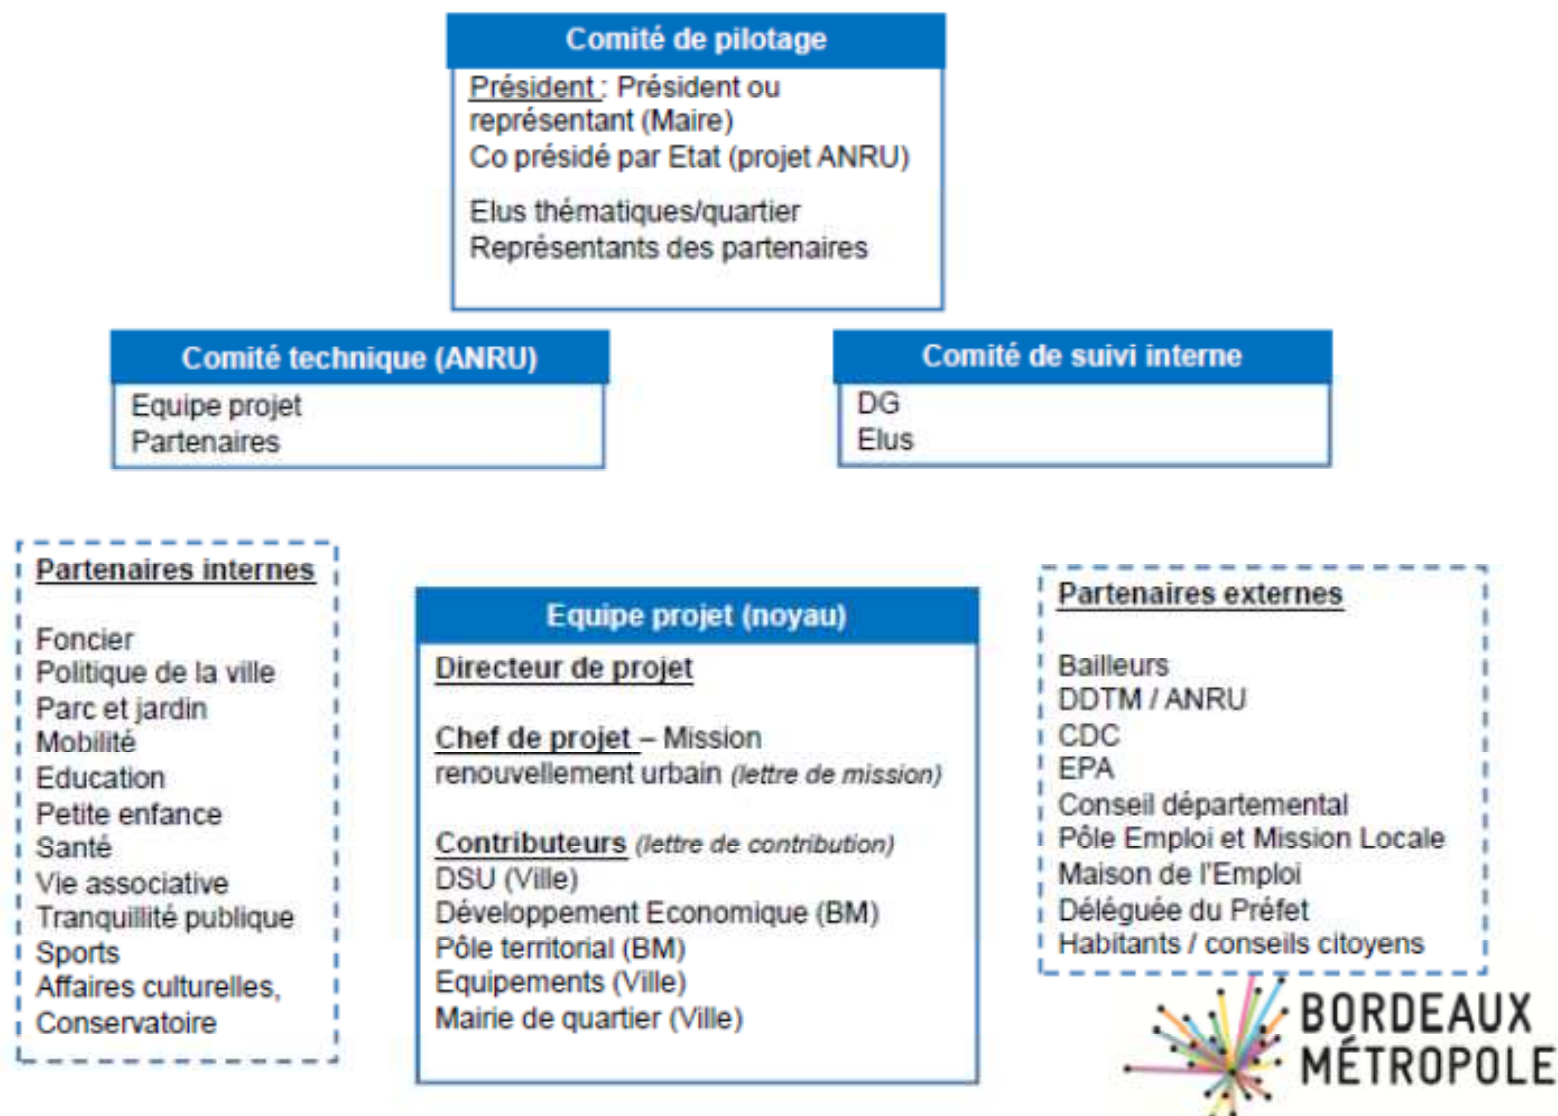 Comité de pilotage
Président : Président ou
représentant (Maire)
Co présidé par Etat (projet ANRU)
Elus thématiques/quartier
Représentants des partenaires
Comité technique (ANRU)
Equipe projet
Partenaires
Comité de suivi interne
DG
Elus
Partenaires internes
Foncier
Politique de la ville
Parc et jardin
Mobilité
Education
Petite enfance
Santé
Vie associative
Tranquillité publique
Sports
Affaires culturelles,
Conservatoire
Equipe projet (noyau)
Directeur de projet
Chef de projet – Mission
renouvellement urbain (lettre de mission)
Contributeurs (lettre de contribution)
DSU (Ville)
Développement Economique (BM)
Pôle territorial (BM)
Equipements (Ville)
Mairie de quartier (Ville)
Partenaires externes
Bailleurs
DDTM / ANRU
CDC
EPA
Conseil départemental
Pôle Emploi et Mission Locale
Maison de l'Emploi
Déléguée du Préfet
Habitants / conseils citoyens
BORDEAUX
MÉTROPOLE